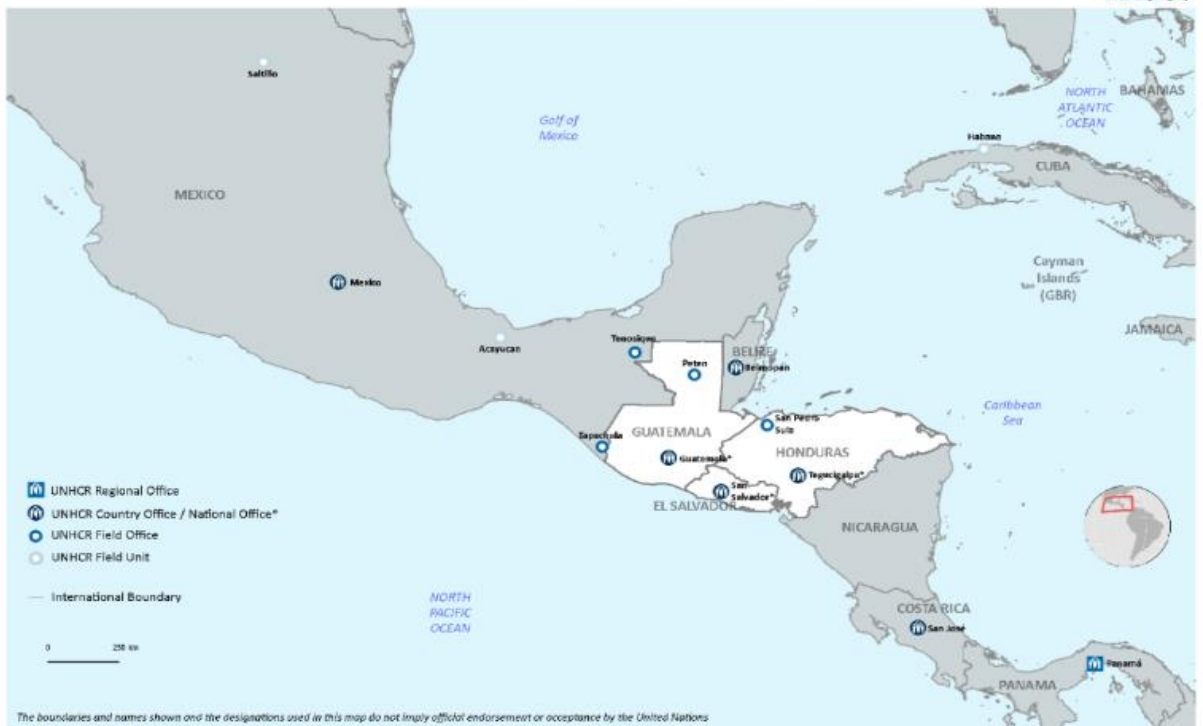 Saltillo
Golf of
Mexico
NORTH
ATLANTIC
OCEAN
BAHAMAS
Habana
CUBA
MEXICO
Cayman
Islands
(GBR)
San
JAMAICA
Mexico
Acayucan
Tenosique
BELIZE
Belmopán
Peten
Caribbean
Sea
San Pedro
Sula
Tapachula
GUATEMALA
Guatemala*
HONDURAS
Tegucigalpa*
San
Salvador*
EL SALVADOR
NICARAGUA
UNHCR Regional Office
UNHCR Country Office / National Office*
UNHCR Field Office
UNHCR Field Unit
International Boundary
NORTH
PACIFIC
OCEAN
0 250 km
COSTA RICA
San José
Panamá
PANAMA
The boundaries and names shown and the designations used in this map do not imply official endorsement or acceptance by the United Nations